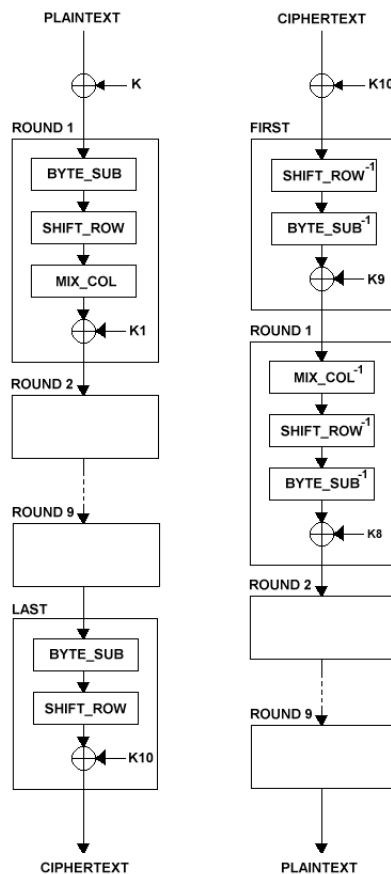 PLAINTEXT
K
ROUND 1
BYTE_SUB
SHIFT_ROW
MIX_COL
K1
ROUND 2
ROUND 9
LAST
BYTE_SUB
SHIFT_ROW
K10
CIPHERTEXT
CIPHERTEXT
K10
FIRST
SHIFT_ROW-1
BYTE_SUB-1
K9
ROUND 1
MIX_COL-1
SHIFT_ROW-1
BYTE_SUB-1
K8
ROUND 2
ROUND 9
PLAINTEXT